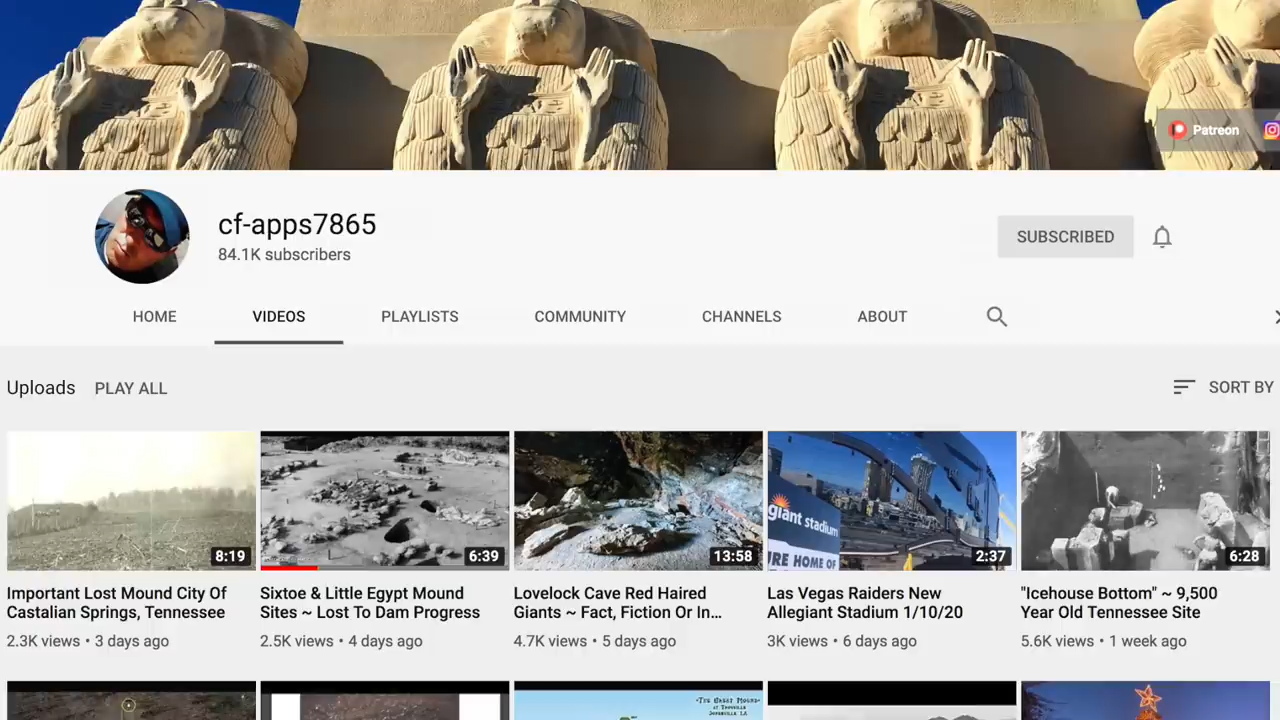 Patreon
cf-apps7865
84.1K subscribers
SUBSCRIBED
HOME
VIDEOS
PLAYLISTS
COMMUNITY
CHANNELS
ABOUT
Uploads
PLAY ALL
SORT BY
8:19
6:39
13:58
giant stadium
URE HOME OF
2:37
6:28
Important Lost Mound City Of
Castalian Springs, Tennessee
2.3K views • 3 days ago
Sixtoe & Little Egypt Mound
Sites ~ Lost To Dam Progress
2.5K views • 4 days ago
Lovelock Cave Red Haired
Giants ~ Fact, Fiction Or In...
4.7K views • 5 days ago
Las Vegas Raiders New
Allegiant Stadium 1/10/20
3K views • 6 days ago
"Icehouse Bottom" ~ 9,500
Year Old Tennessee Site
5.6K views • 1 week ago